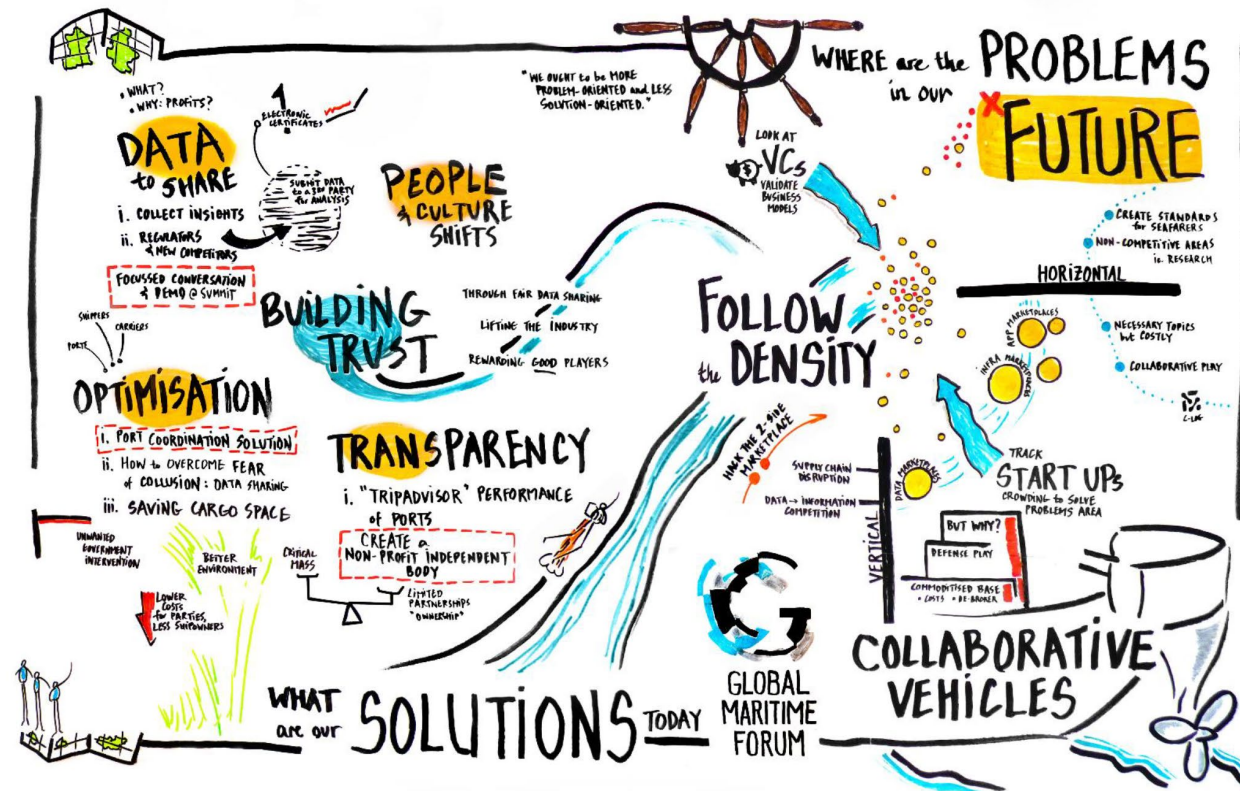 • WHAT?
• WHY: PROFITS?
DATA
to SHARE
i. COLLECT INSIGHTS
ii. REGULATORS
& NEW COMPETITORS
FOCUSSED CONVERSATION
& DEMO @ SUMMIT
ELECTRONIC
CERTIFICATES
SUBMIT DATA
to a 3RD PARTY
for ANALYSIS
PEOPLE
& CULTURE
SHIFTS
"WE OUGHT to be MORE
PROBLEM-ORIENTED and LESS
SOLUTION-ORIENTED."
BUILDING
TRUST
THROUGH FAIR DATA SHARING
LIFTING THE INDUSTRY
REWARDING GOOD PLAYERS
SHIPPERS
CARRIERS
PORTS
OPTiMiSATiON
i. PORT COORDINATION SOLUTION
ii. HOW to OVERCOME FEAR
of COLLUSION: DATA SHARING
iii. SAVING CARGO SPACE
UNWANTED
GOVERNMENT
INTERVENTION
BETTER
ENVIRONMENT
LOWER
COSTS
for PARTIES,
LESS SHIPOWNERS
TRANSPARENCY
i. "TRIPADVISOR" PERFORMANCE
of PORTS
CREATE a
NON-PROFIT INDEPENDENT
BODY
CRITICAL
MASS
LIMITED
PARTNERSHIPS
"OWNERSHIP"
WHAT
are our
SOLUTiONS
TODAY
GLOBAL
MARITIME
FORUM
WHERE are the PROBLEMS
in our
FUTURE
LOOK AT
VCs
VALIDATE
BUSINESS
MODELS
FOLLOW
the DENSITY
CREATE STANDARDS
for SEAFARERS
NON-COMPETITIVE AREAS
ie. RESEARCH
HORIZONTAL
NECESSARY TOPICS
but COSTLY
COLLABORATIVE PLAY
C-LOG
APP MARKETPLACES
INFRA MARKETPLACES
DATA MARKETPLACES
HACK THE 2-SIDE
MARKETPLACE
SUPPLY CHAIN
DISRUPTION
DATA → INFORMATION
COMPETITION
VERTICAL
TRACK
START UPs
CROWDING to SOLVE
PROBLEMS AREA
BUT WHY?
DEFENSE PLAY
COMMODITISED BASE
• COSTS • DE-BROKER
COLLABORATiVE
VEHICLES